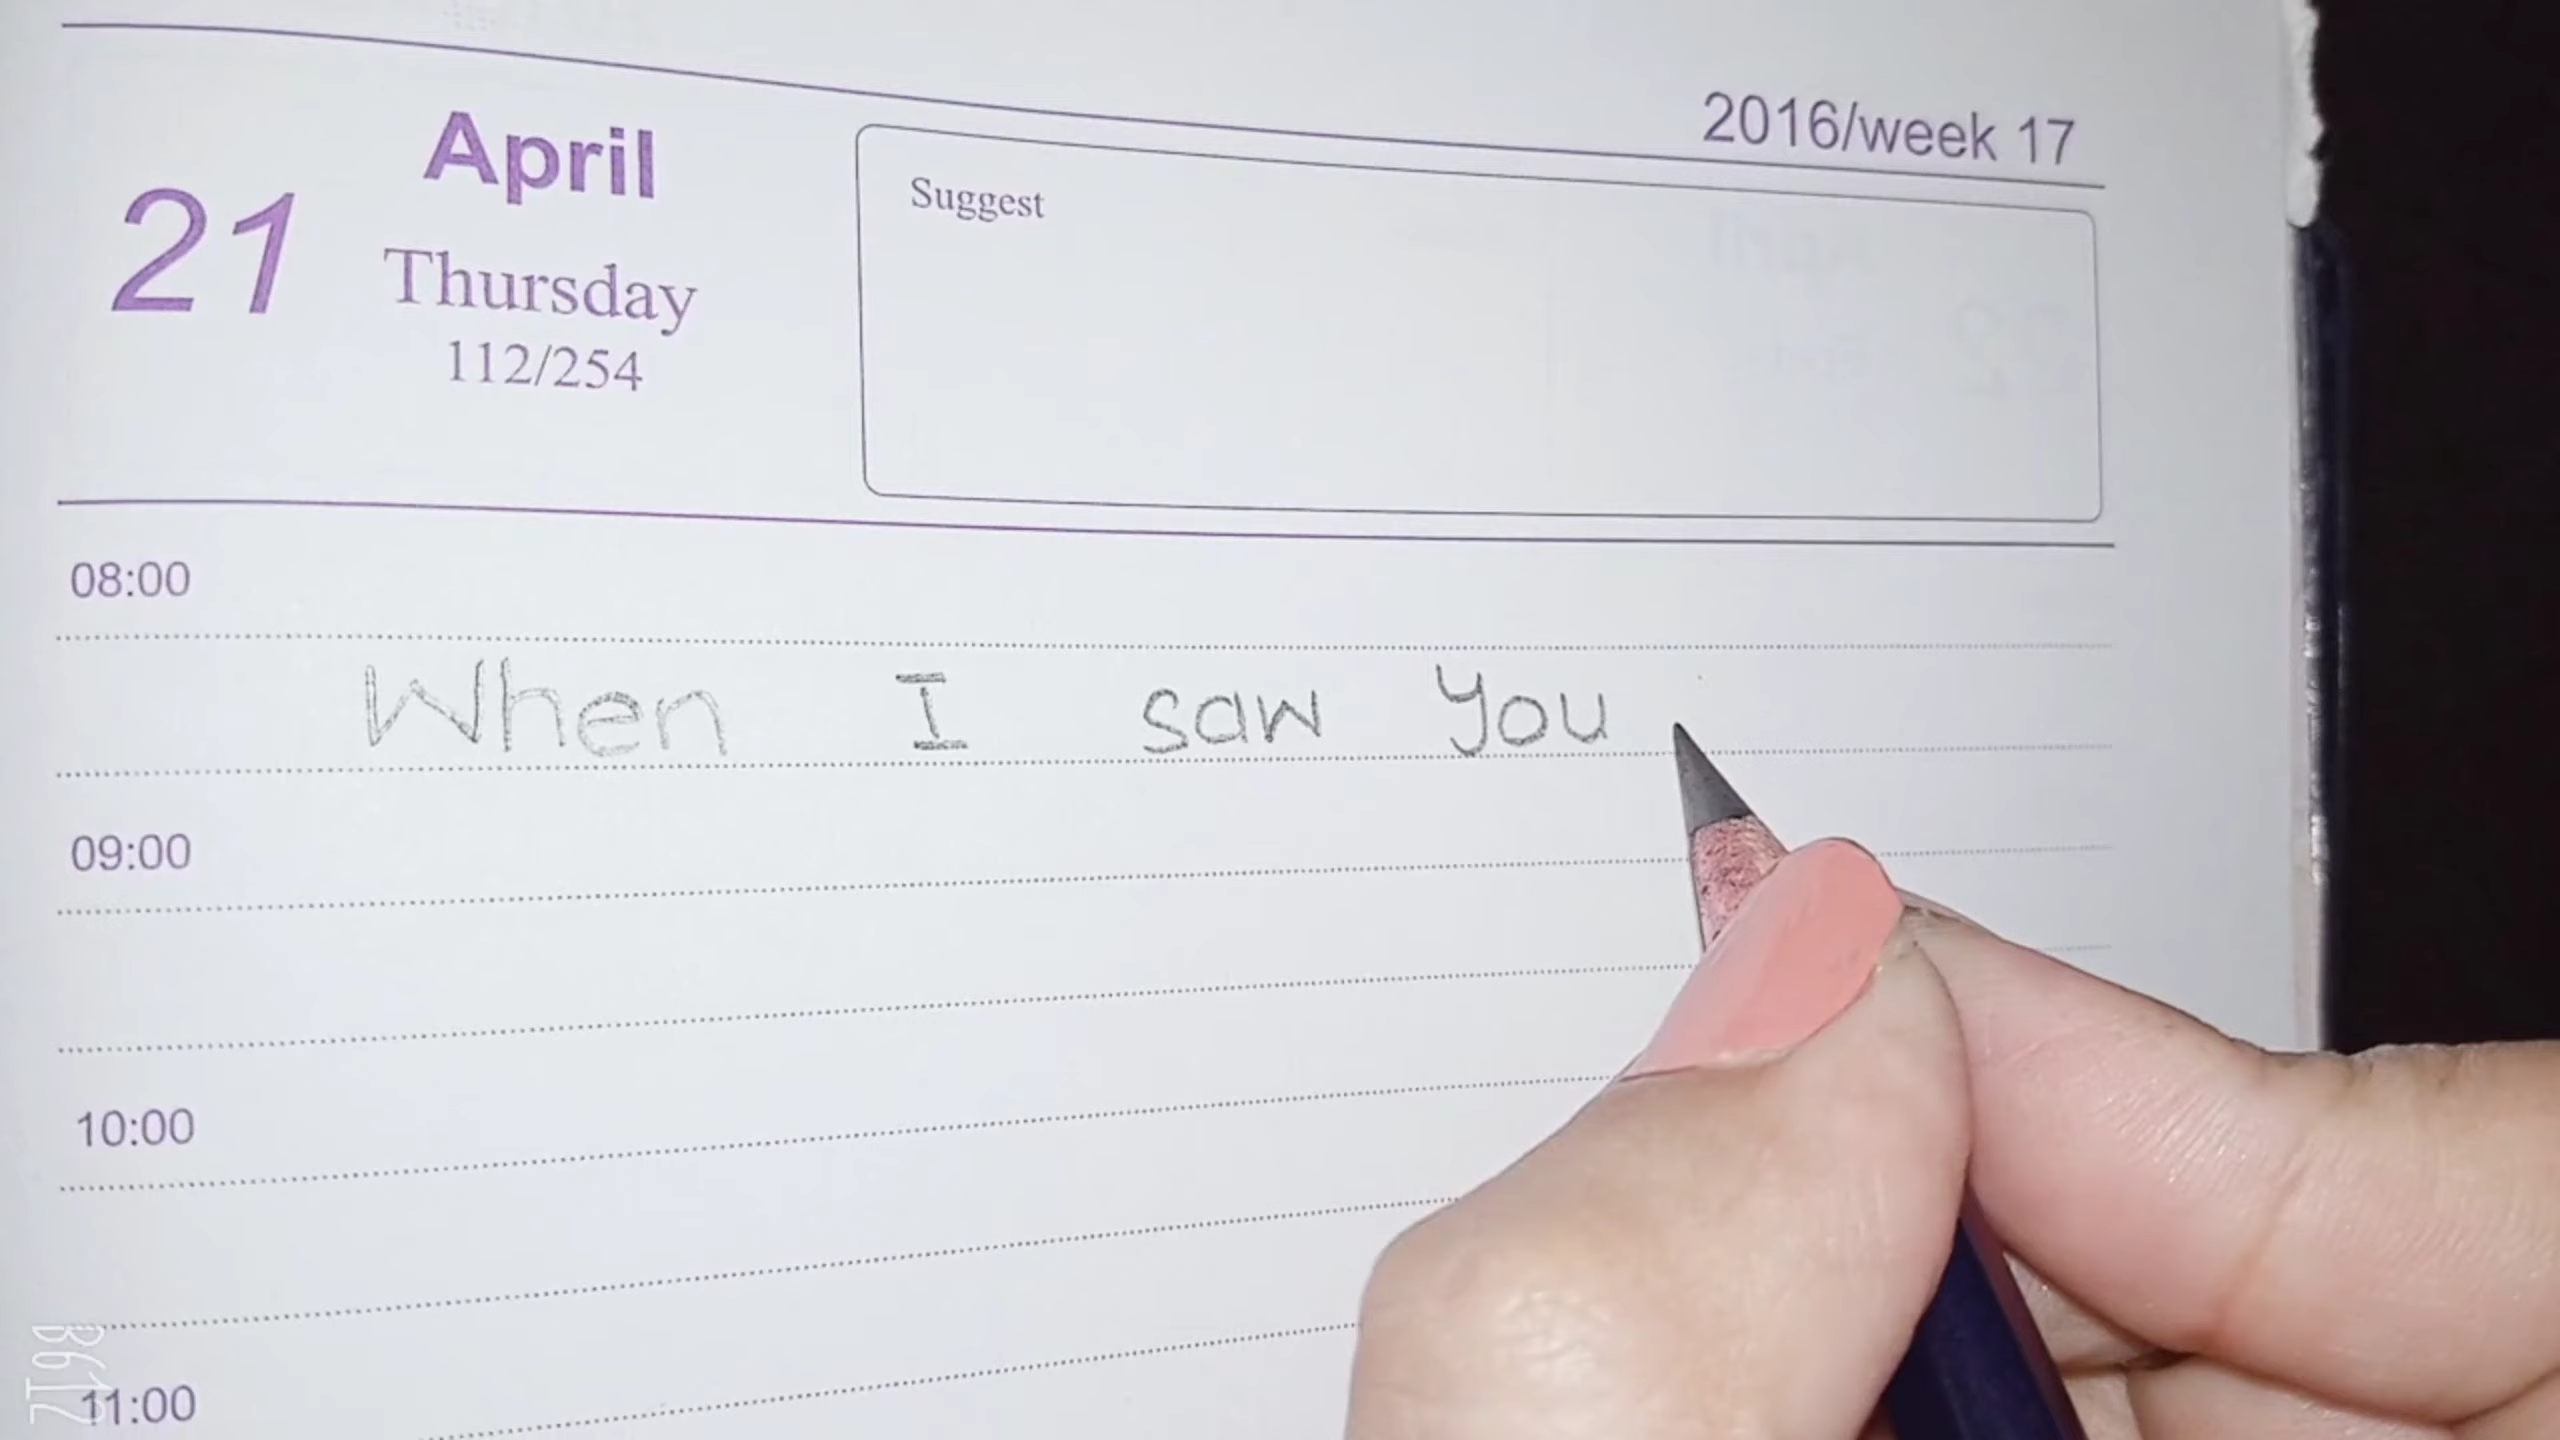 2016/week 17
April
21
Thursday
112/254
Suggest
08:00
When I saw You
09:00
10:00
11:00